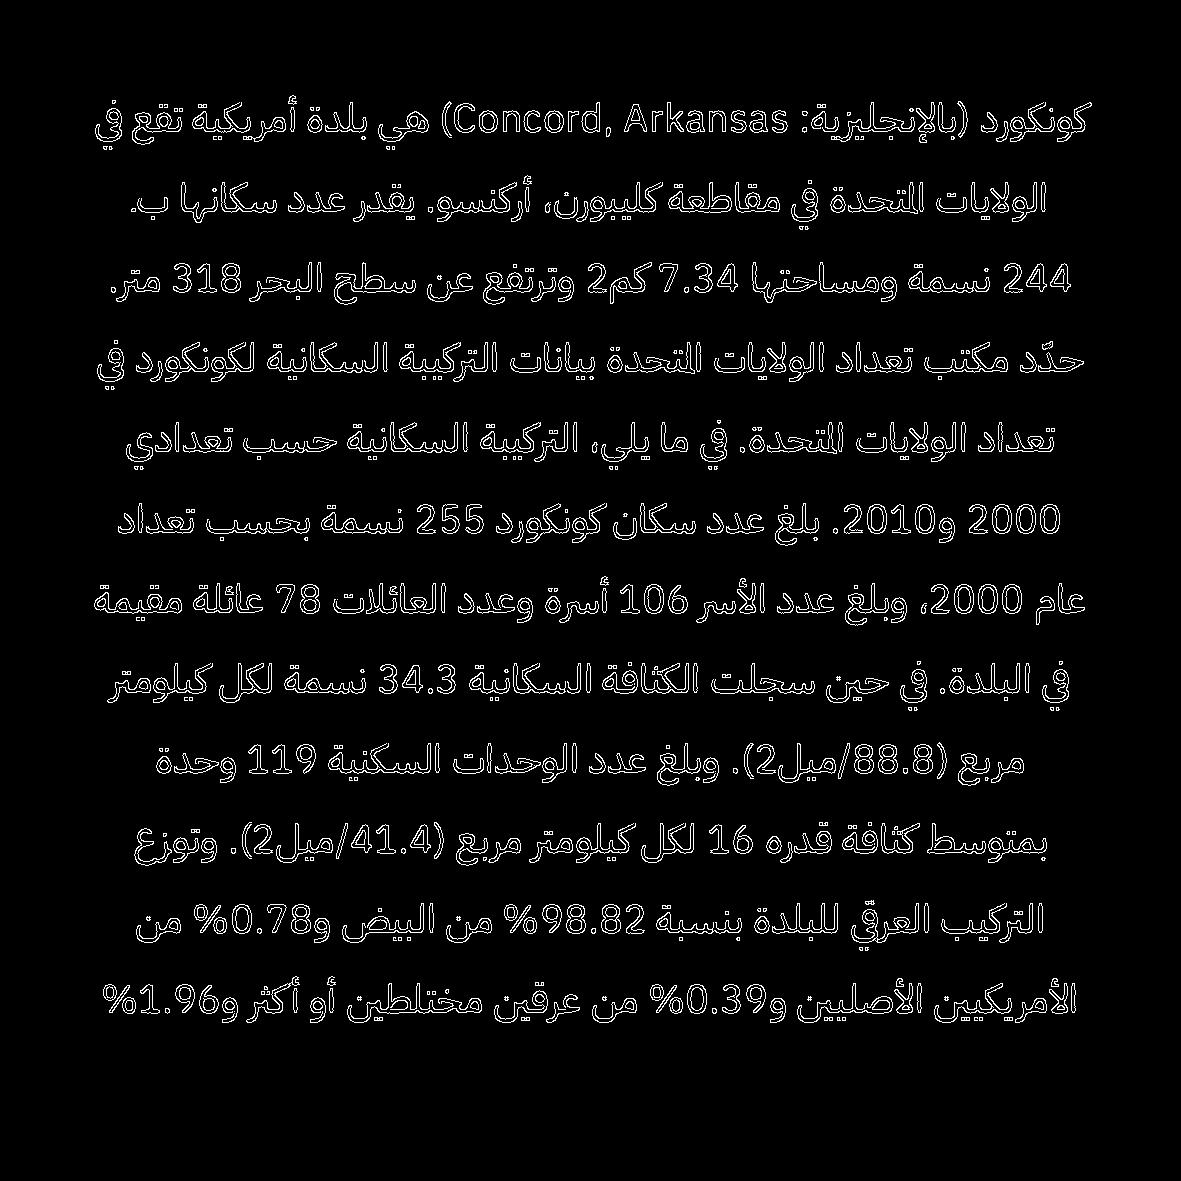 كونكورد (بالإنجليزية: Concord, Arkansas) هي بلدة أمريكية تقع في
الولايات المتحدة في مقاطعة كليبورن، أركنسو. يقدر عدد سكانها ب.
244 نسمة ومساحتها 7.34 كم2 وترتفع عن سطح البحر 318 متر.
حدّد مكتب تعداد الولايات المتحدة بيانات التركيبة السكانية لكونكورد في
تعداد الولايات المتحدة. في ما يلي، التركيبة السكانية حسب تعدادي
2000 و2010. بلغ عدد سكان كونكورد 255 نسمة بحسب تعداد
عام 2000، وبلغ عدد الأسر 106 أسرة وعدد العائلات 78 عائلة مقيمة
في البلدة. في حين سجلت الكثافة السكانية 34.3 نسمة لكل كيلومتر
مربع (88.8/ميل2). وبلغ عدد الوحدات السكنية 119 وحدة
بمتوسط كثافة قدره 16 لكل كيلومتر مربع (41.4/ميل2). وتوزع
التركيب العرقي للبلدة بنسبة 98.82% من البيض و0.78% من
الأمريكيين الأصليين و0.39% من عرقين مختلطين أو أكثر و1.96%